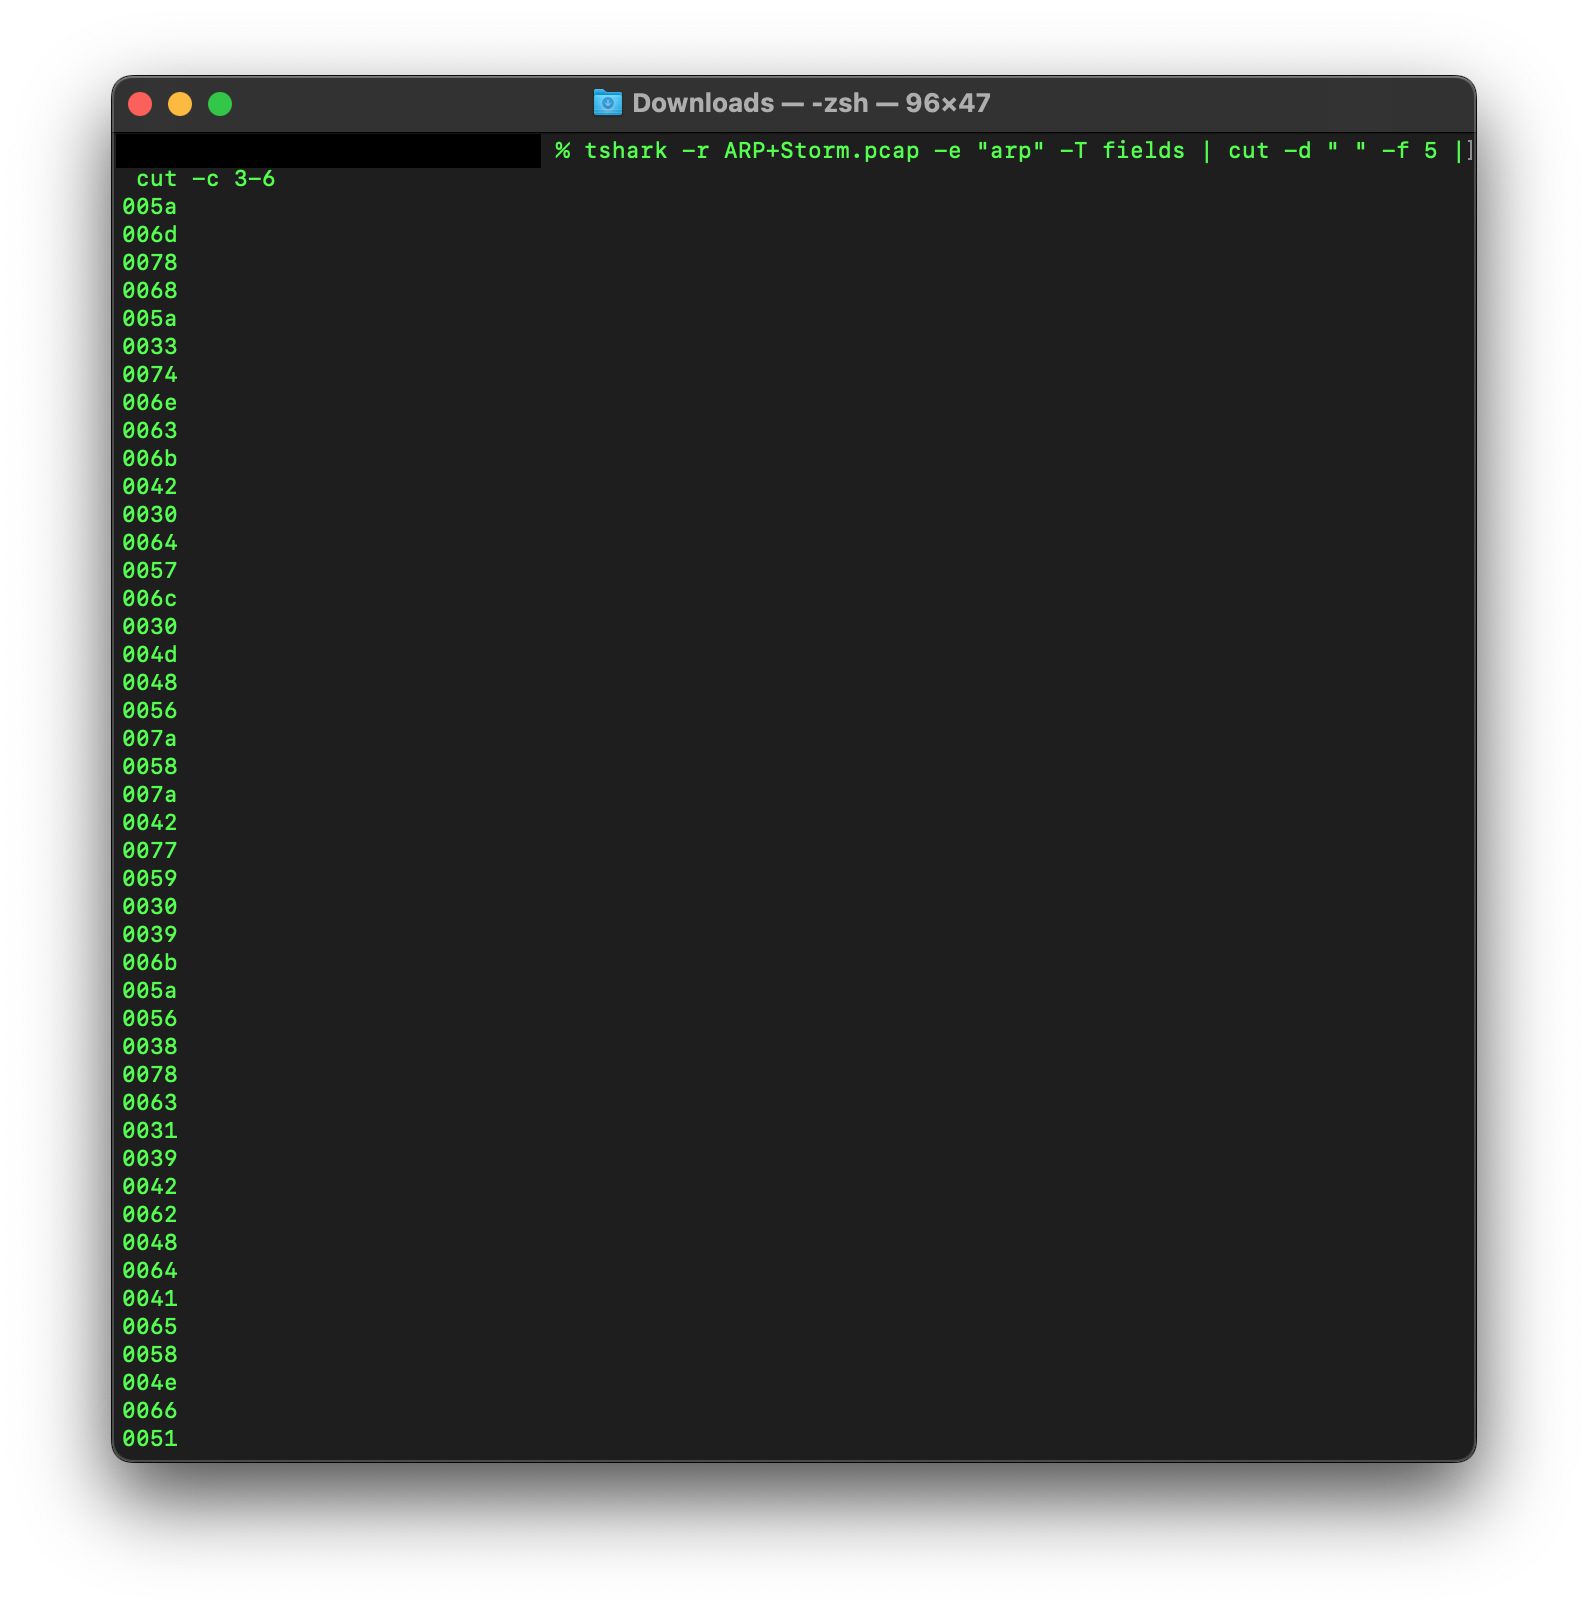 Downloads — -zsh — 96×47
% tshark -r ARP+Storm.pcap -e "arp" -T fields | cut -d " " -f 5 |]
cut -c 3-6
005a
006d
0078
0068
005a
0033
0074
006e
0063
006b
0042
0030
0064
0057
006c
0030
004d
0048
0056
007a
0058
007a
0042
0077
0059
0030
0039
006b
005a
0056
0038
0078
0063
0031
0039
0042
0062
0048
0064
0041
0065
0058
004e
0066
0051